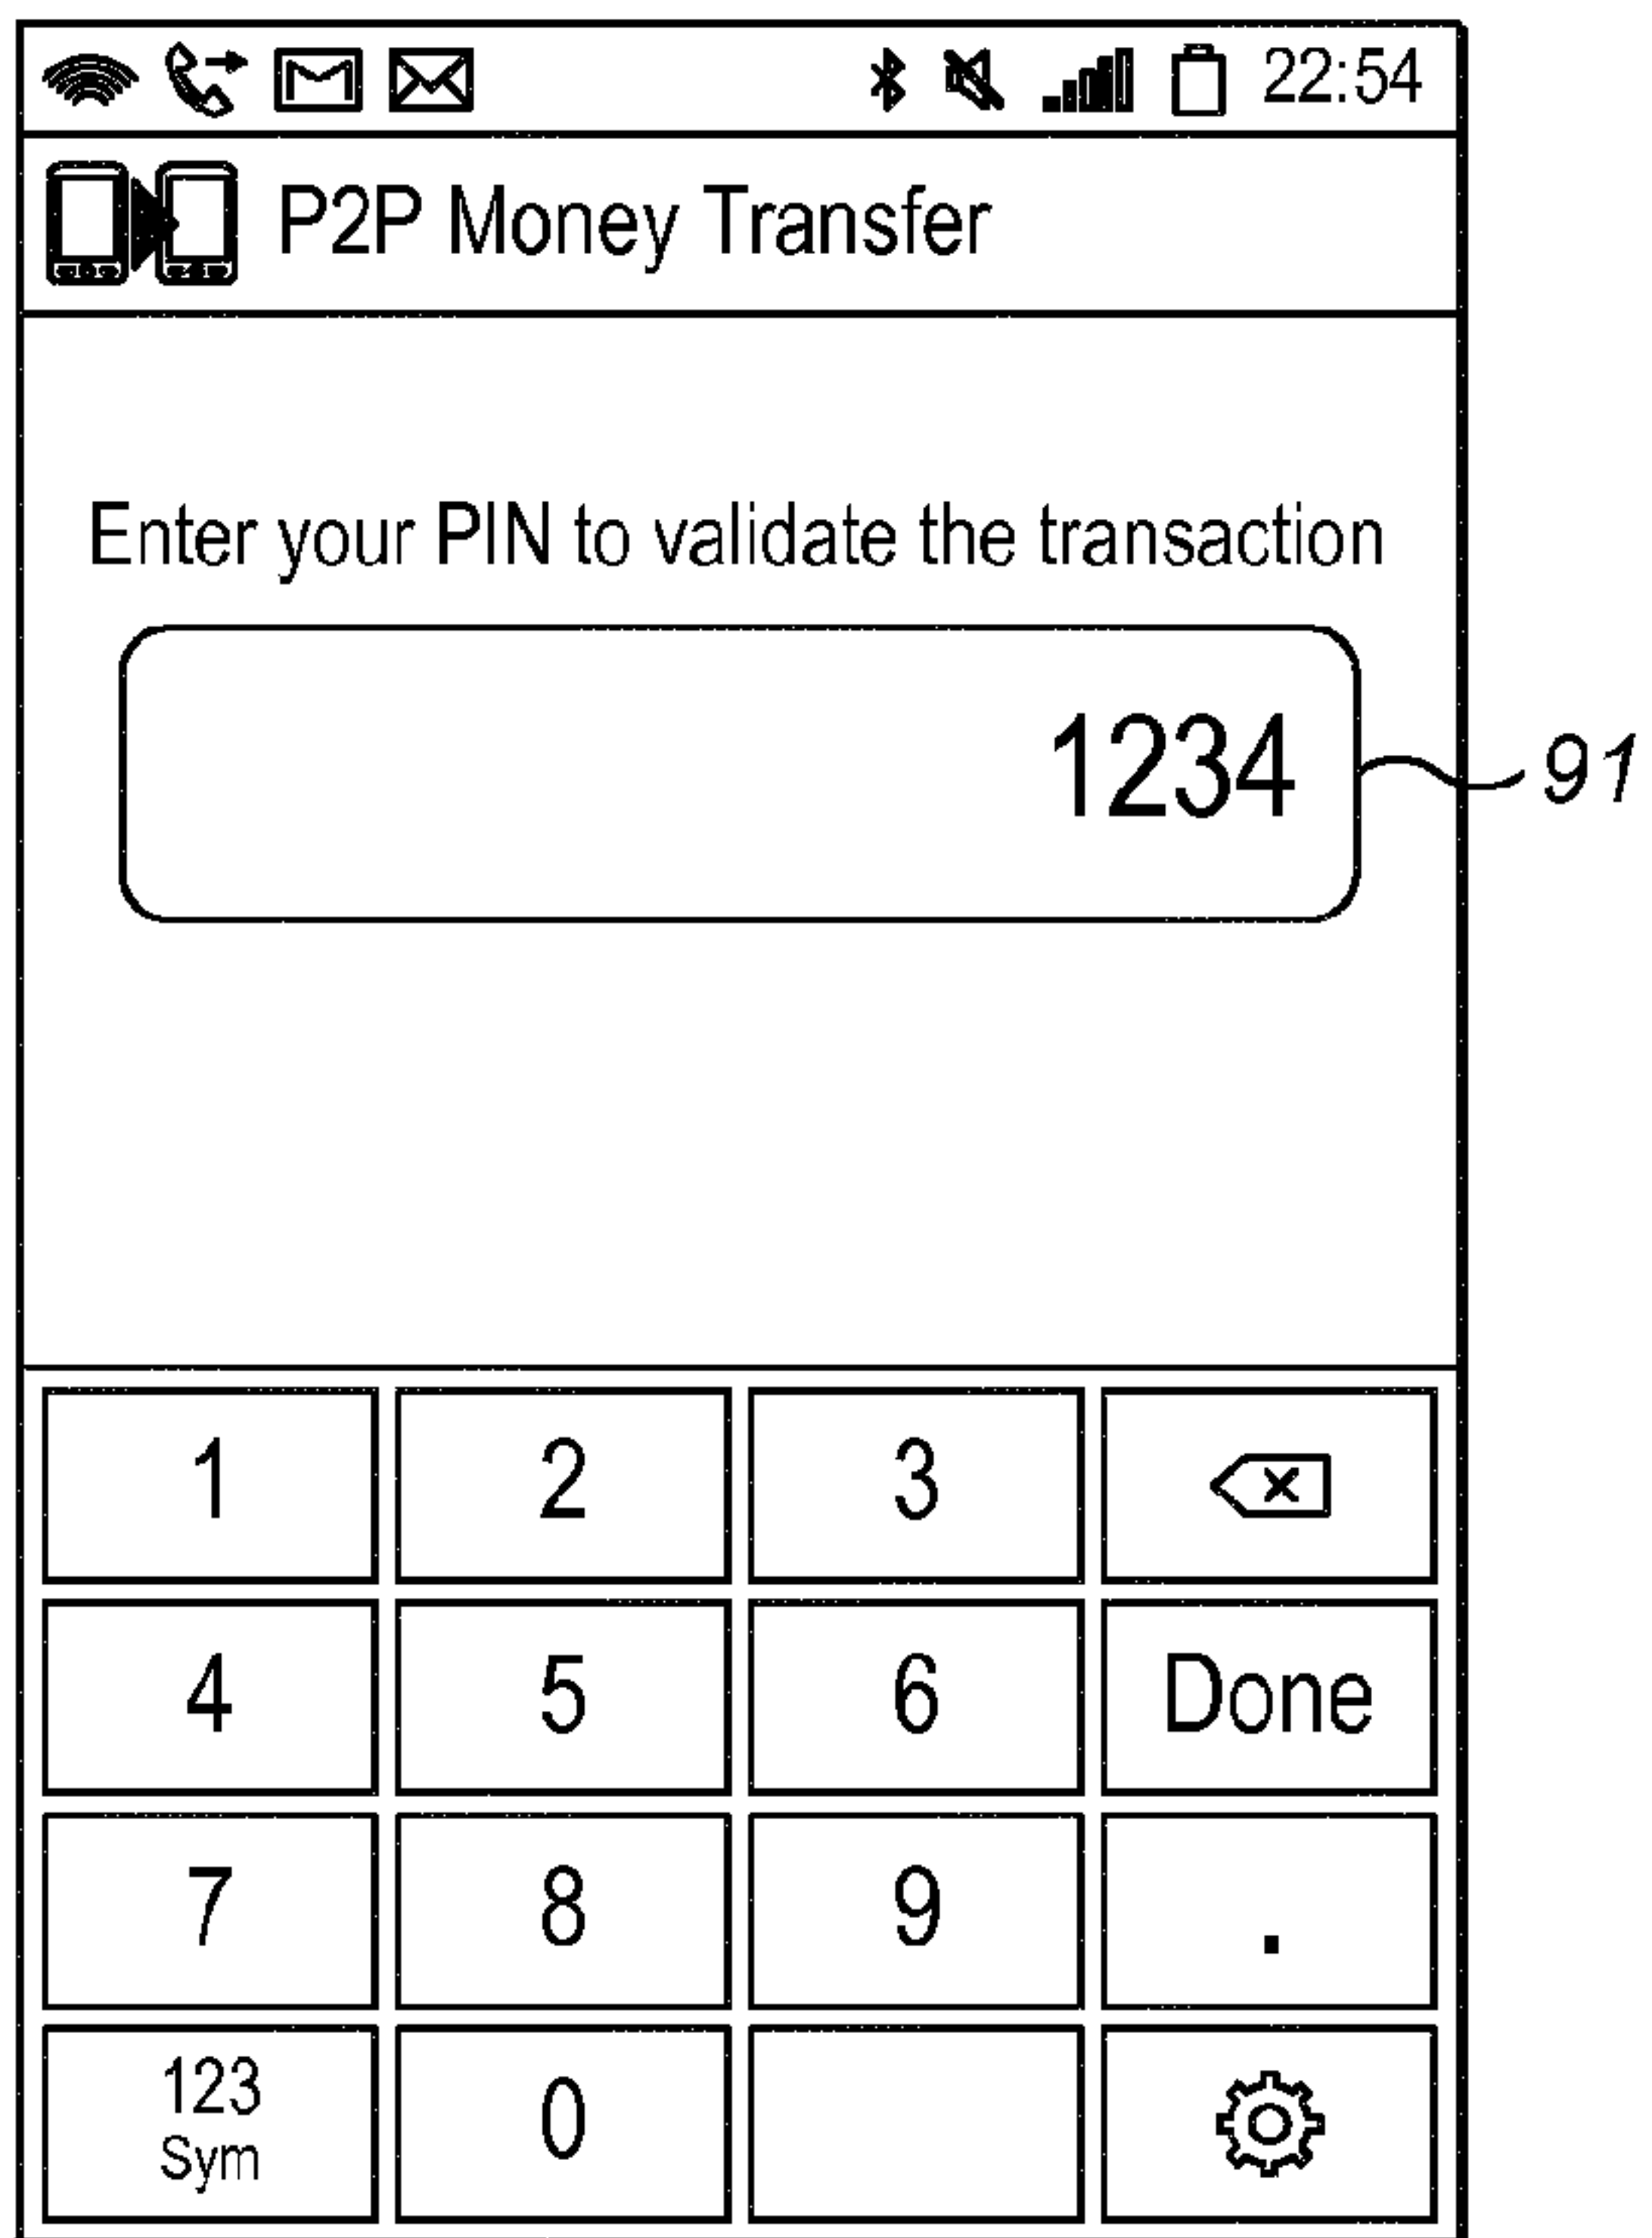 22:54
P2P Money Transfer
Enter your PIN to validate the transaction
1234
91
1 2 3
4 5 6 Done
7 8 9 .
123
Sym 0